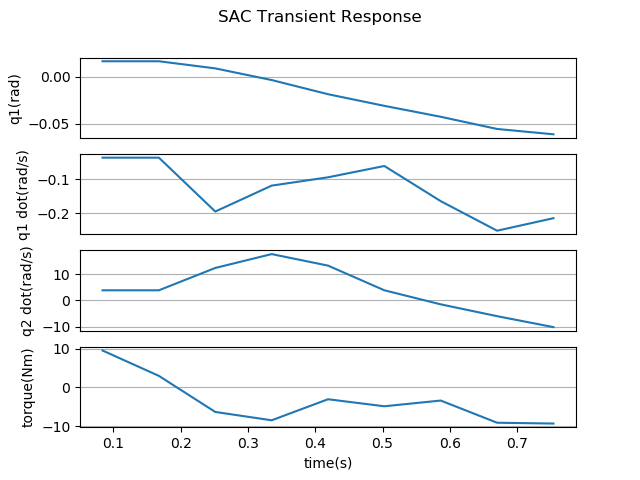 SAC Transient Response
q1(rad)
0.00
−0.05
q1 dot(rad/s)
−0.1
−0.2
q2 dot(rad/s)
10
0
−10
torque(Nm)
10
0
−10
0.1 0.2 0.3 0.4 0.5 0.6 0.7
time(s)